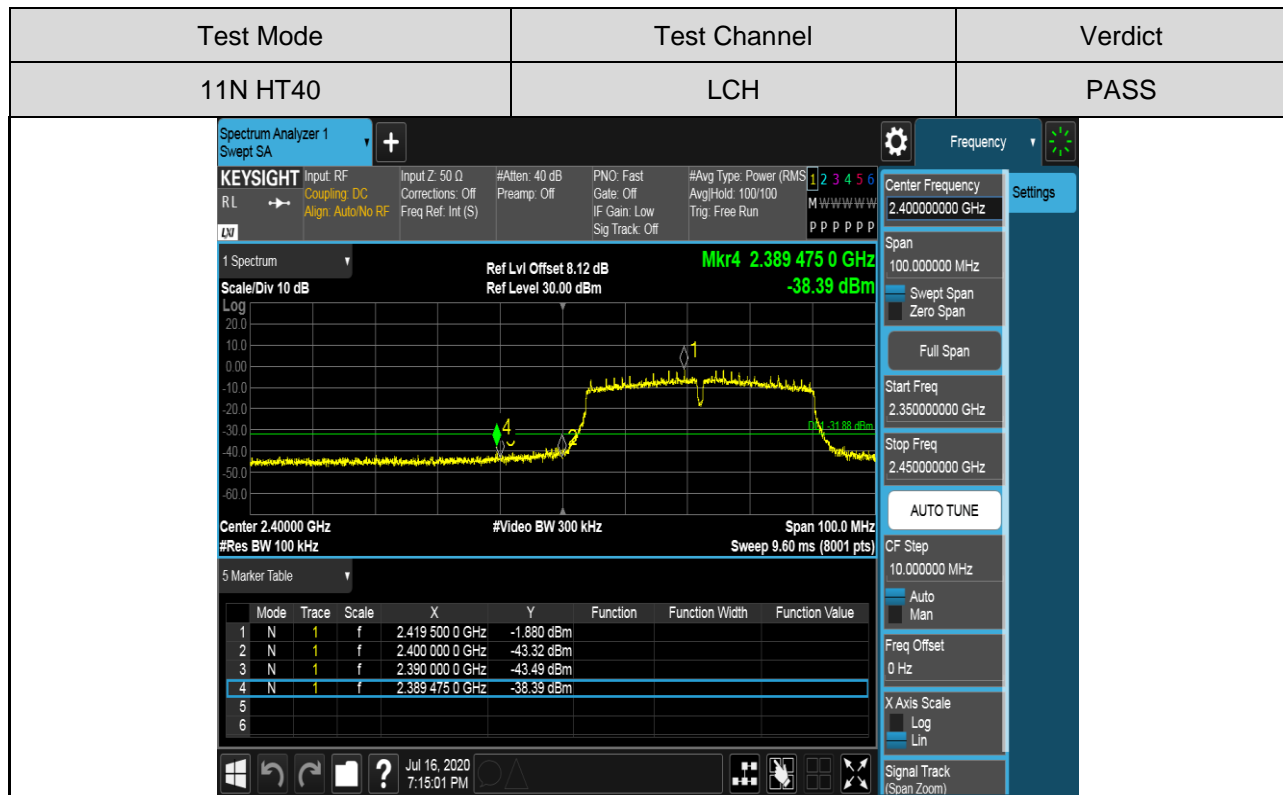 Test Mode Test Channel Verdict
11N HT40 LCH PASS
Spectrum Analyzer 1
Swept SA
+
Frequency
KEYSIGHT
RL
LXI
Input: RF
Coupling: DC
Align: Auto/No RF
Input Z: 50 Ω
Corrections: Off
Freq Ref: Int (S)
#Atten: 40 dB
Preamp: Off
PNO: Fast
Gate: Off
IF Gain: Low
Sig Track: Off
#Avg Type: Power (RMS
Avg|Hold: 100/100
Trig: Free Run
1 2 3 4 5 6
M W W W W W
P P P P P P
1 Spectrum
Scale/Div 10 dB
Ref Lvl Offset 8.12 dB
Ref Level 30.00 dBm
Mkr4 2.389 475 0 GHz
-38.39 dBm
Log
20.0
10.0
0.00
-10.0
-20.0
-30.0
-40.0
-50.0
-60.0
1
4
2
DL1 -31.88 dBm
Center 2.40000 GHz
#Res BW 100 kHz
#Video BW 300 kHz
Span 100.0 MHz
Sweep 9.60 ms (8001 pts)
5 Marker Table
Mode Trace Scale X Y Function Function Width Function Value
1 N 1 f 2.419 500 0 GHz -1.880 dBm
2 N 1 f 2.400 000 0 GHz -43.32 dBm
3 N 1 f 2.390 000 0 GHz -43.49 dBm
4 N 1 f 2.389 475 0 GHz -38.39 dBm
5
6
?
Jul 16, 2020
7:15:01 PM
Center Frequency
2.400000000 GHz
Settings
Span
100.000000 MHz
Swept Span
Zero Span
Full Span
Start Freq
2.350000000 GHz
Stop Freq
2.450000000 GHz
AUTO TUNE
CF Step
10.000000 MHz
Auto
Man
Freq Offset
0 Hz
X Axis Scale
Log
Lin
Signal Track
(Span Zoom)